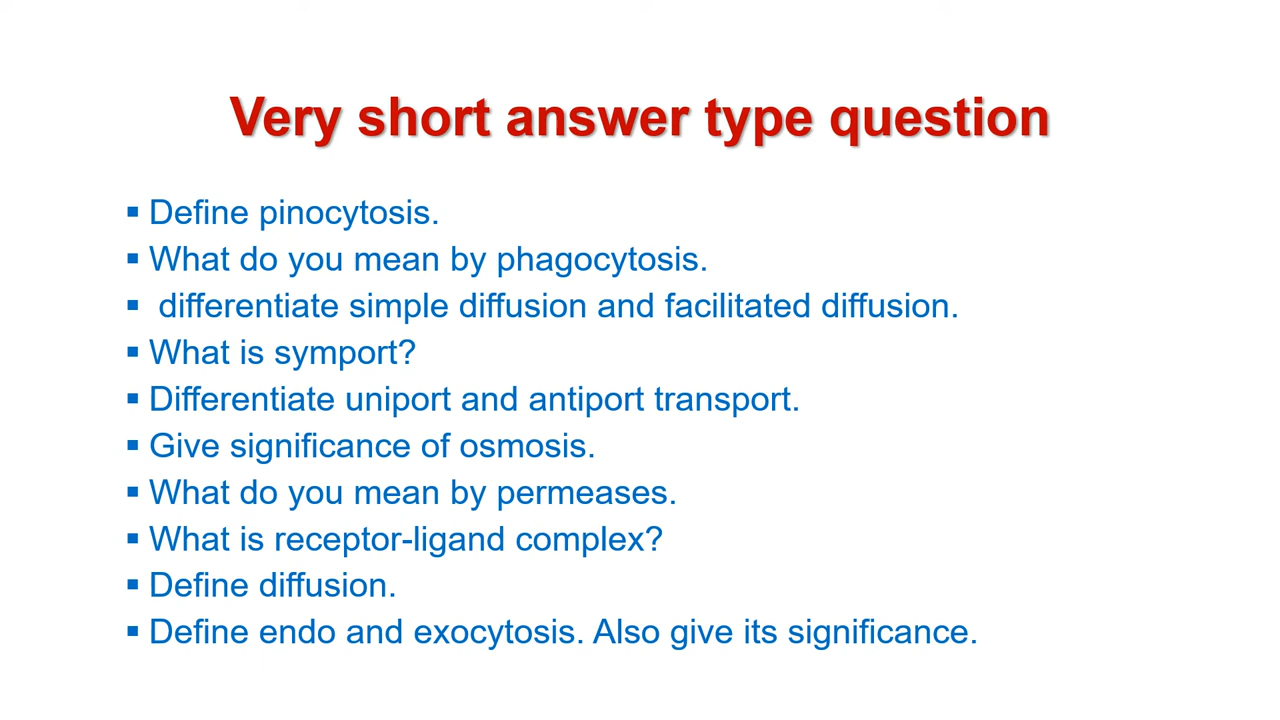 Very short answer type question
▪ Define pinocytosis.
▪ What do you mean by phagocytosis.
▪ differentiate simple diffusion and facilitated diffusion.
▪ What is symport?
▪ Differentiate uniport and antiport transport.
▪ Give significance of osmosis.
▪ What do you mean by permeases.
▪ What is receptor-ligand complex?
▪ Define diffusion.
▪ Define endo and exocytosis. Also give its significance.